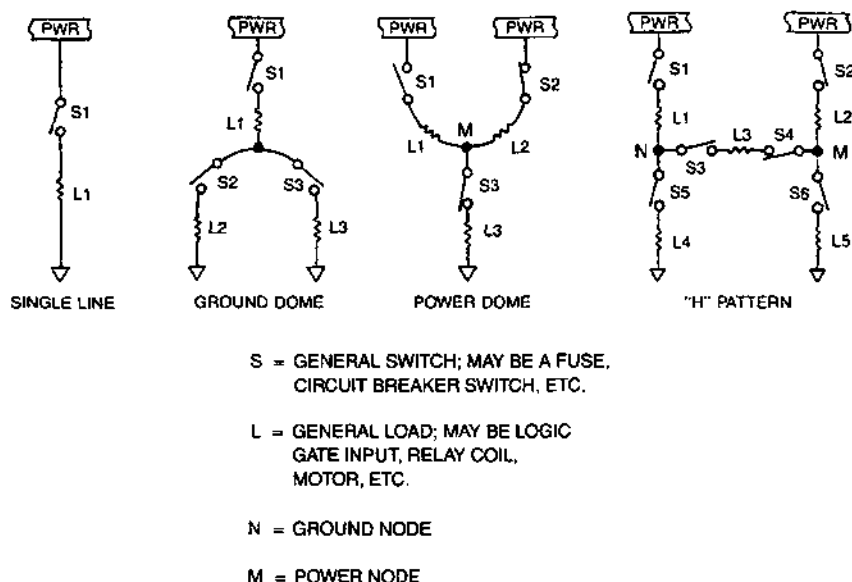 PWR PWR PWR PWR PWR PWR
S1
L1
SINGLE LINE
S1
L1
S2 S3
L2 L3
GROUND DOME
S1 S2
M
L1 L2
S3
L3
POWER DOME
S1 S2
L1 L2
N S3 L3 S4 M
S5 S6
L4 L5
"H" PATTERN
S = GENERAL SWITCH; MAY BE A FUSE,
CIRCUIT BREAKER SWITCH, ETC.
L = GENERAL LOAD; MAY BE LOGIC
GATE INPUT, RELAY COIL,
MOTOR, ETC.
N = GROUND NODE
M = POWER NODE